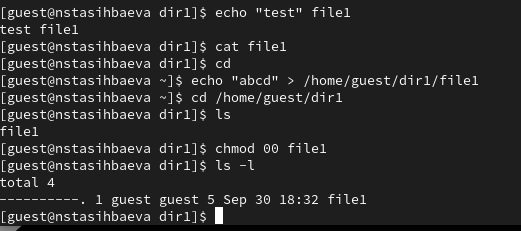 [guest@nstasihbaeva dir1]$ echo "test" file1
test file1
[guest@nstasihbaeva dir1]$ cat file1
[guest@nstasihbaeva dir1]$ cd
[guest@nstasihbaeva ~]$ echo "abcd" > /home/guest/dir1/file1
[guest@nstasihbaeva ~]$ cd /home/guest/dir1
[guest@nstasihbaeva dir1]$ ls
file1
[guest@nstasihbaeva dir1]$ chmod 00 file1
[guest@nstasihbaeva dir1]$ ls -l
total 4
----------. 1 guest guest 5 Sep 30 18:32 file1
[guest@nstasihbaeva dir1]$